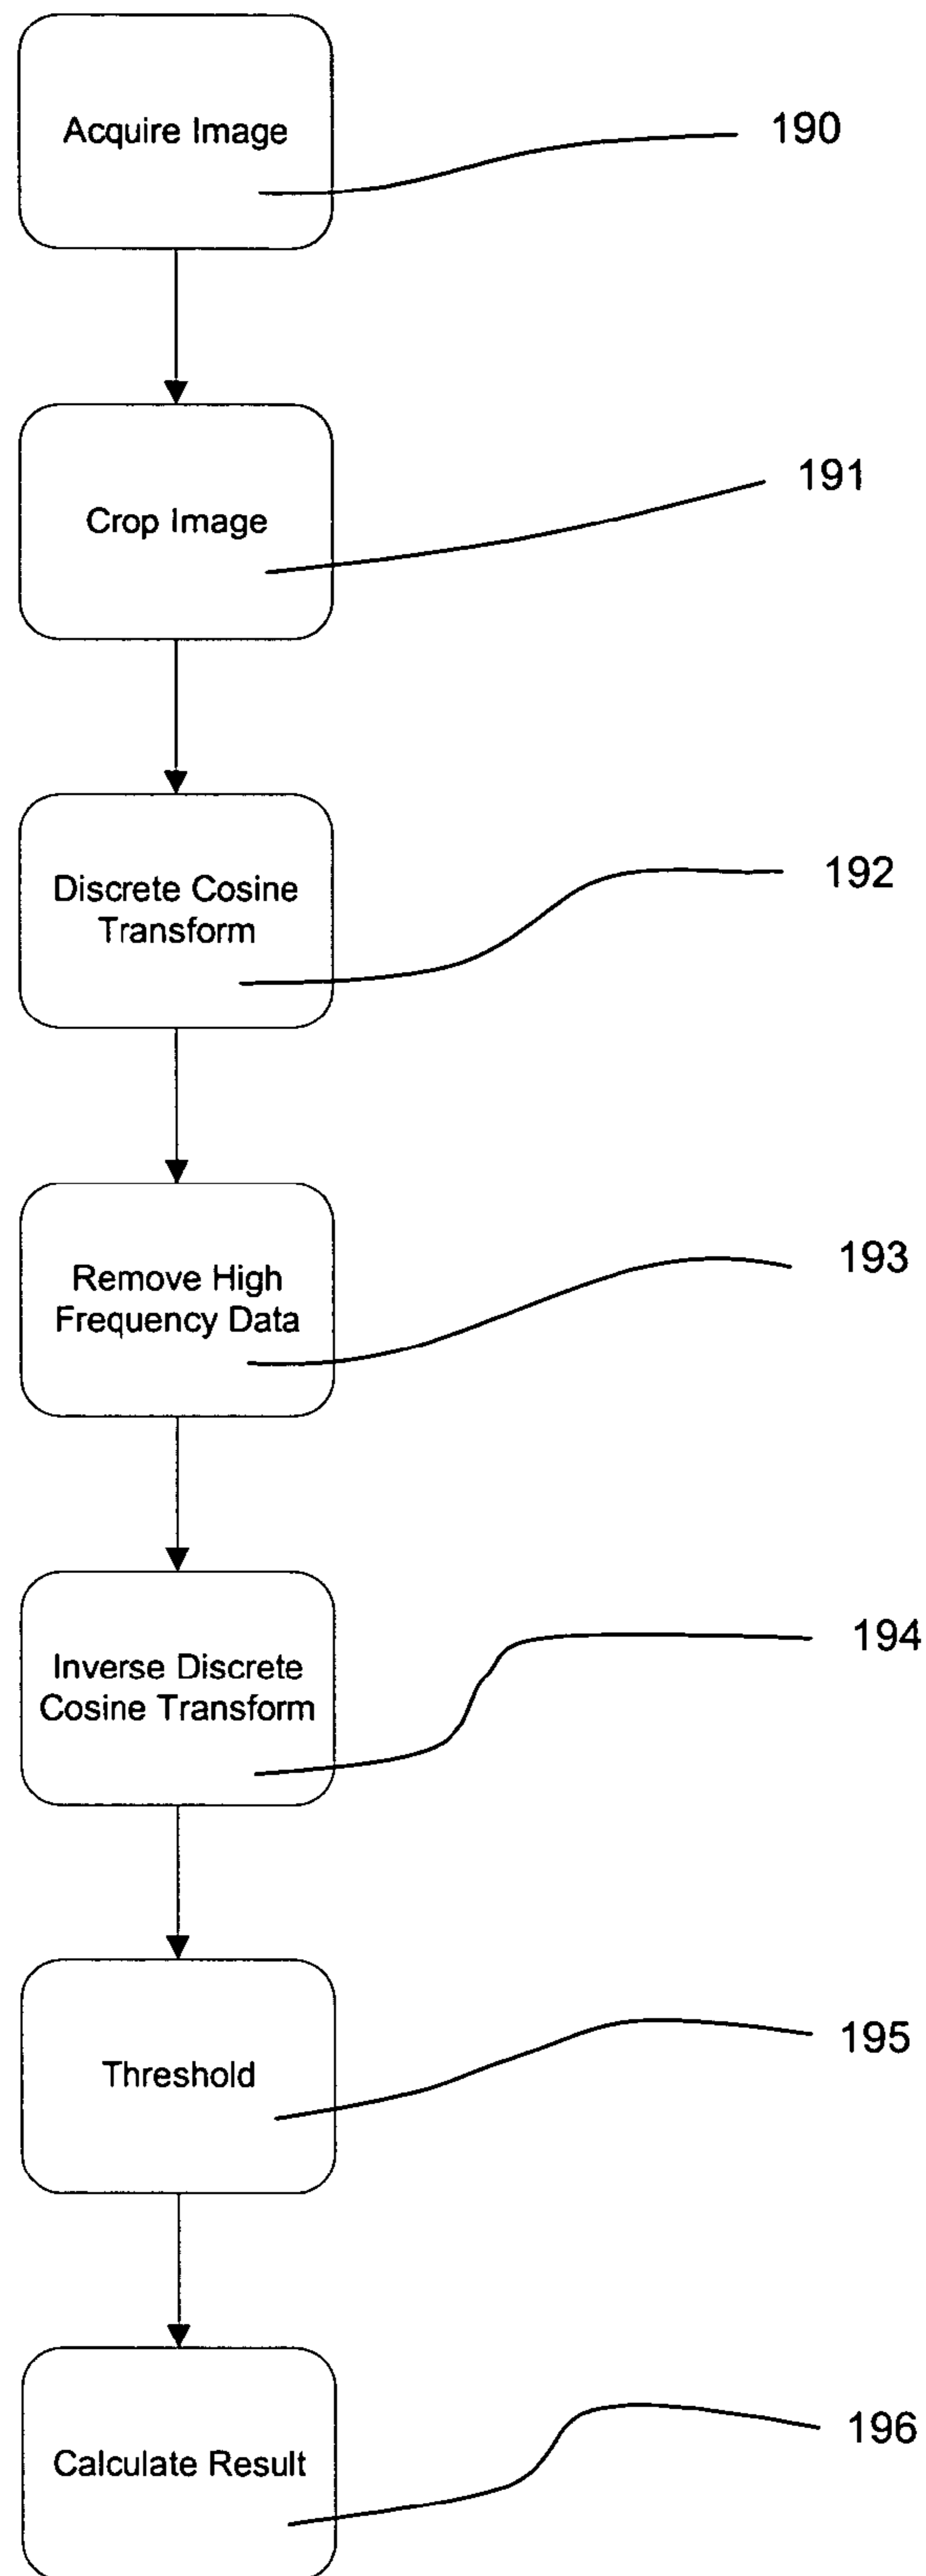 Acquire Image
190
Crop Image
191
Discrete Cosine
Transform
192
Remove High
Frequency Data
193
Inverse Discrete
Cosine Transform
194
Threshold
195
Calculate Result
196